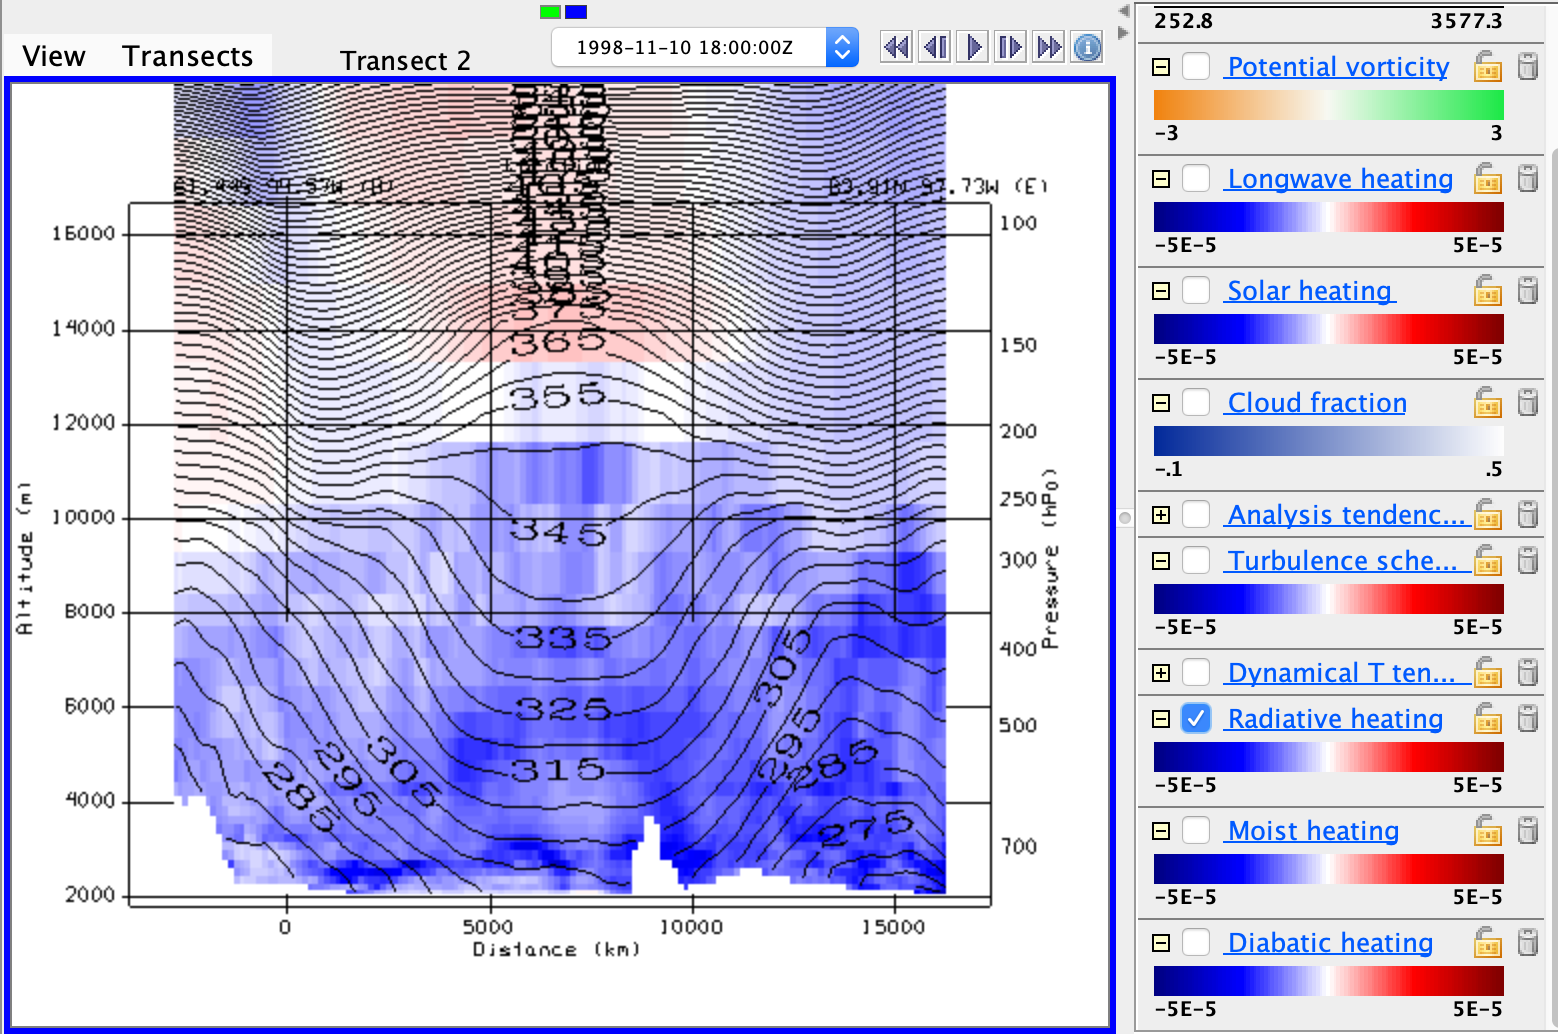 View Transects Transect 2 1998-11-10 18:00:00Z
(E)
16000
14000
12000
10000
8000
6000
4000
2000
Altitude (m)
100
150
200
250
300
400
500
700
Pressure (hPa)
365
355
345
335
325
315
305
295
285
305
295
285
275
0 5000 10000 15000
Distance (km)
252.8 3577.3
Potential vorticity
-3 3
Longwave heating
-5E-5 5E-5
Solar heating
-5E-5 5E-5
Cloud fraction
-.1 .5
Analysis tendenc...
Turbulence sche...
-5E-5 5E-5
Dynamical T ten...
Radiative heating
-5E-5 5E-5
Moist heating
-5E-5 5E-5
Diabatic heating
-5E-5 5E-5